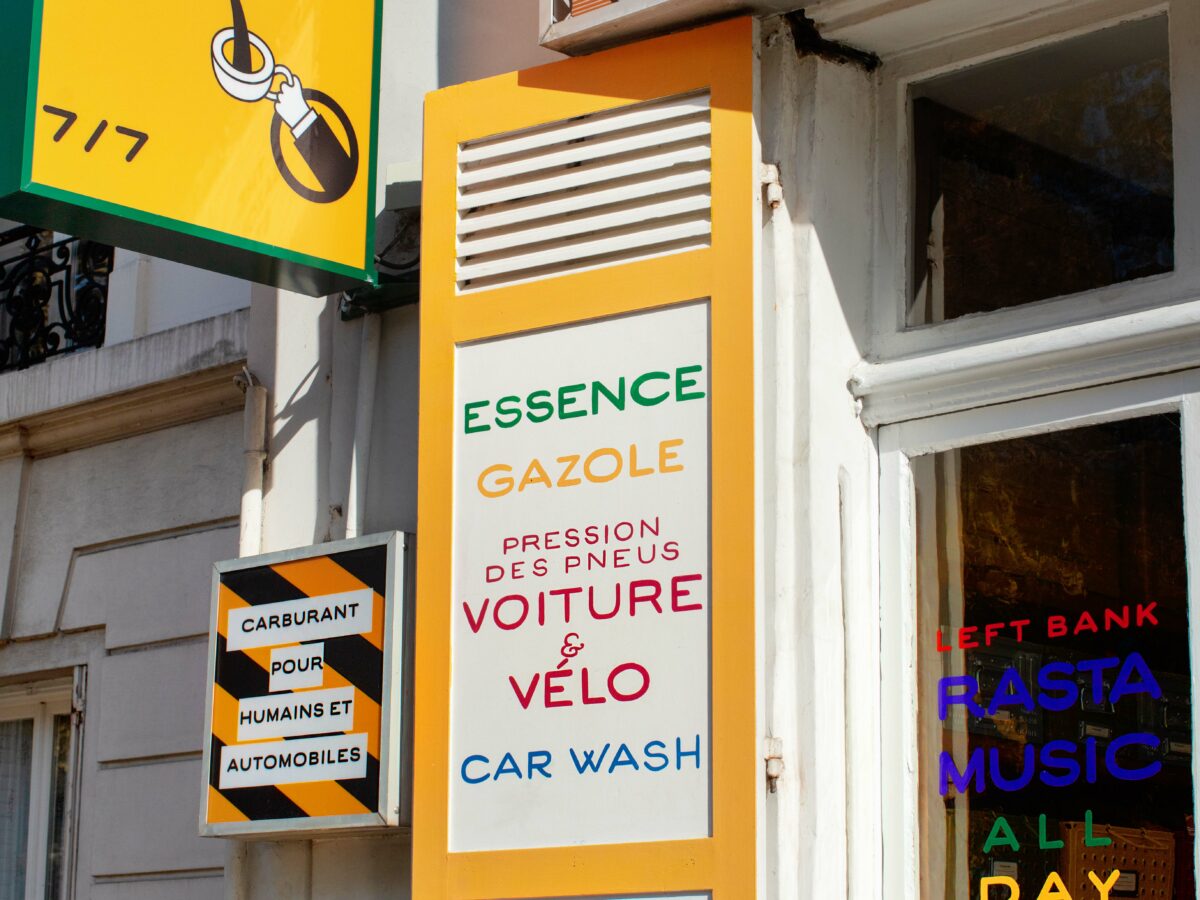 7/7
CARBURANT
POUR
HUMAINS ET
AUTOMOBILES
ESSENCE
GAZOLE
PRESSION
DES PNEUS
VOITURE
&
VÉLO
CAR WASH
LEFT BANK
RASTA
MUSIC
ALL
DAY